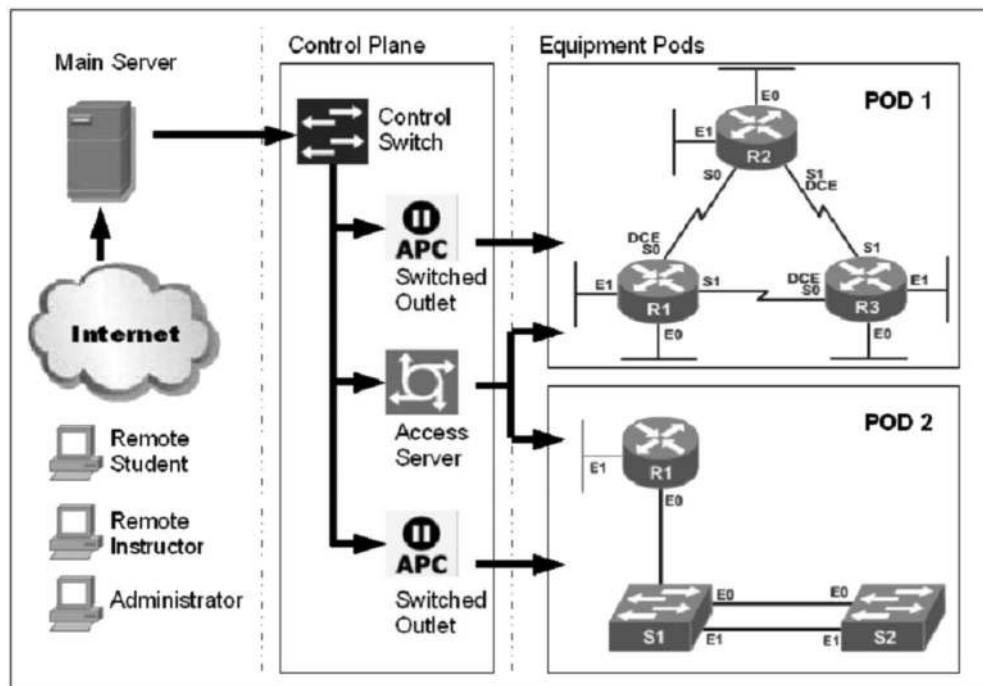 Main Server
Internet
Remote
Student
Remote
Instructor
Administrator
Control Plane
Control
Switch
APC
Switched
Outlet
Access
Server
APC
Switched
Outlet
Equipment Pods
POD 1
E0
E1
R2
S0
S1
DCE
DCE
S0
S1
E1
R1
S1
DCE
S0
R3
E1
E0
E0
POD 2
R1
E1
E0
E0
E0
S1
E1
E1
S2